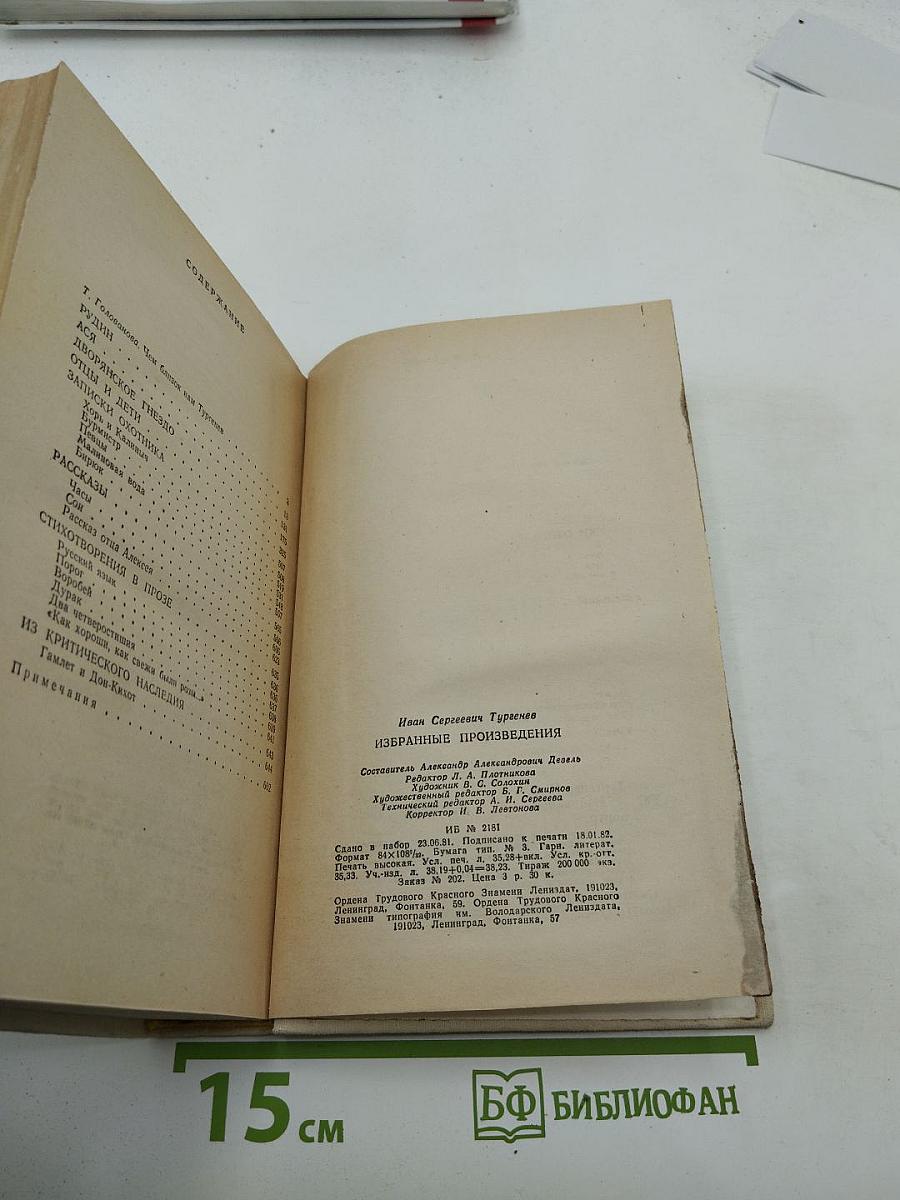 СОДЕРЖАНИЕ
Т. Голованова. Чем близок нам Тургенев
РУДИН
АСЯ
ДВОРЯНСКОЕ ГНЕЗДО
ОТЦЫ И ДЕТИ
ЗАПИСКИ ОХОТНИКА
Хорь и Калиныч
Бурмистр
Певцы
Малиновая вода
Бирюк
РАССКАЗЫ
Часы
Сон
Рассказ отца Алексея
СТИХОТВОРЕНИЯ В ПРОЗЕ
Русский язык
Порог
Воробей
Дурак
Два четверостишия
«Как хороши, как свежи были розы...»
ИЗ КРИТИЧЕСКОГО НАСЛЕДИЯ
Гамлет и Дон-Кихот
Примечания
Иван Сергеевич Тургенев
ИЗБРАННЫЕ ПРОИЗВЕДЕНИЯ
Составитель Александр Александрович Дезель
Редактор Л. А. Плотникова
Художник В. С. Солохин
Художественный редактор Б. Г. Смирнов
Технический редактор А. И. Сергеева
Корректор И. В. Левтонова
ИБ № 2181
Сдано в набор 23.06.81. Подписано к печати 18.01.82.
Формат 84×108¹/₃₂. Бумага тип. № 3. Гарн. литерат.
Печать высокая. Усл. печ. л. 35,28+вкл. Усл. кр.-отт.
35,33. Уч.-изд. л. 38,19+0,04=38,23. Тираж 200 000 экз.
Заказ № 202. Цена 3 р. 30 к.
Ордена Трудового Красного Знамени Лениздат, 191023,
Ленинград, Фонтанка, 59. Ордена Трудового Красного
Знамени типография им. Володарского Лениздата,
191023, Ленинград, Фонтанка, 57
15 см
БФ БИБЛИОФАН